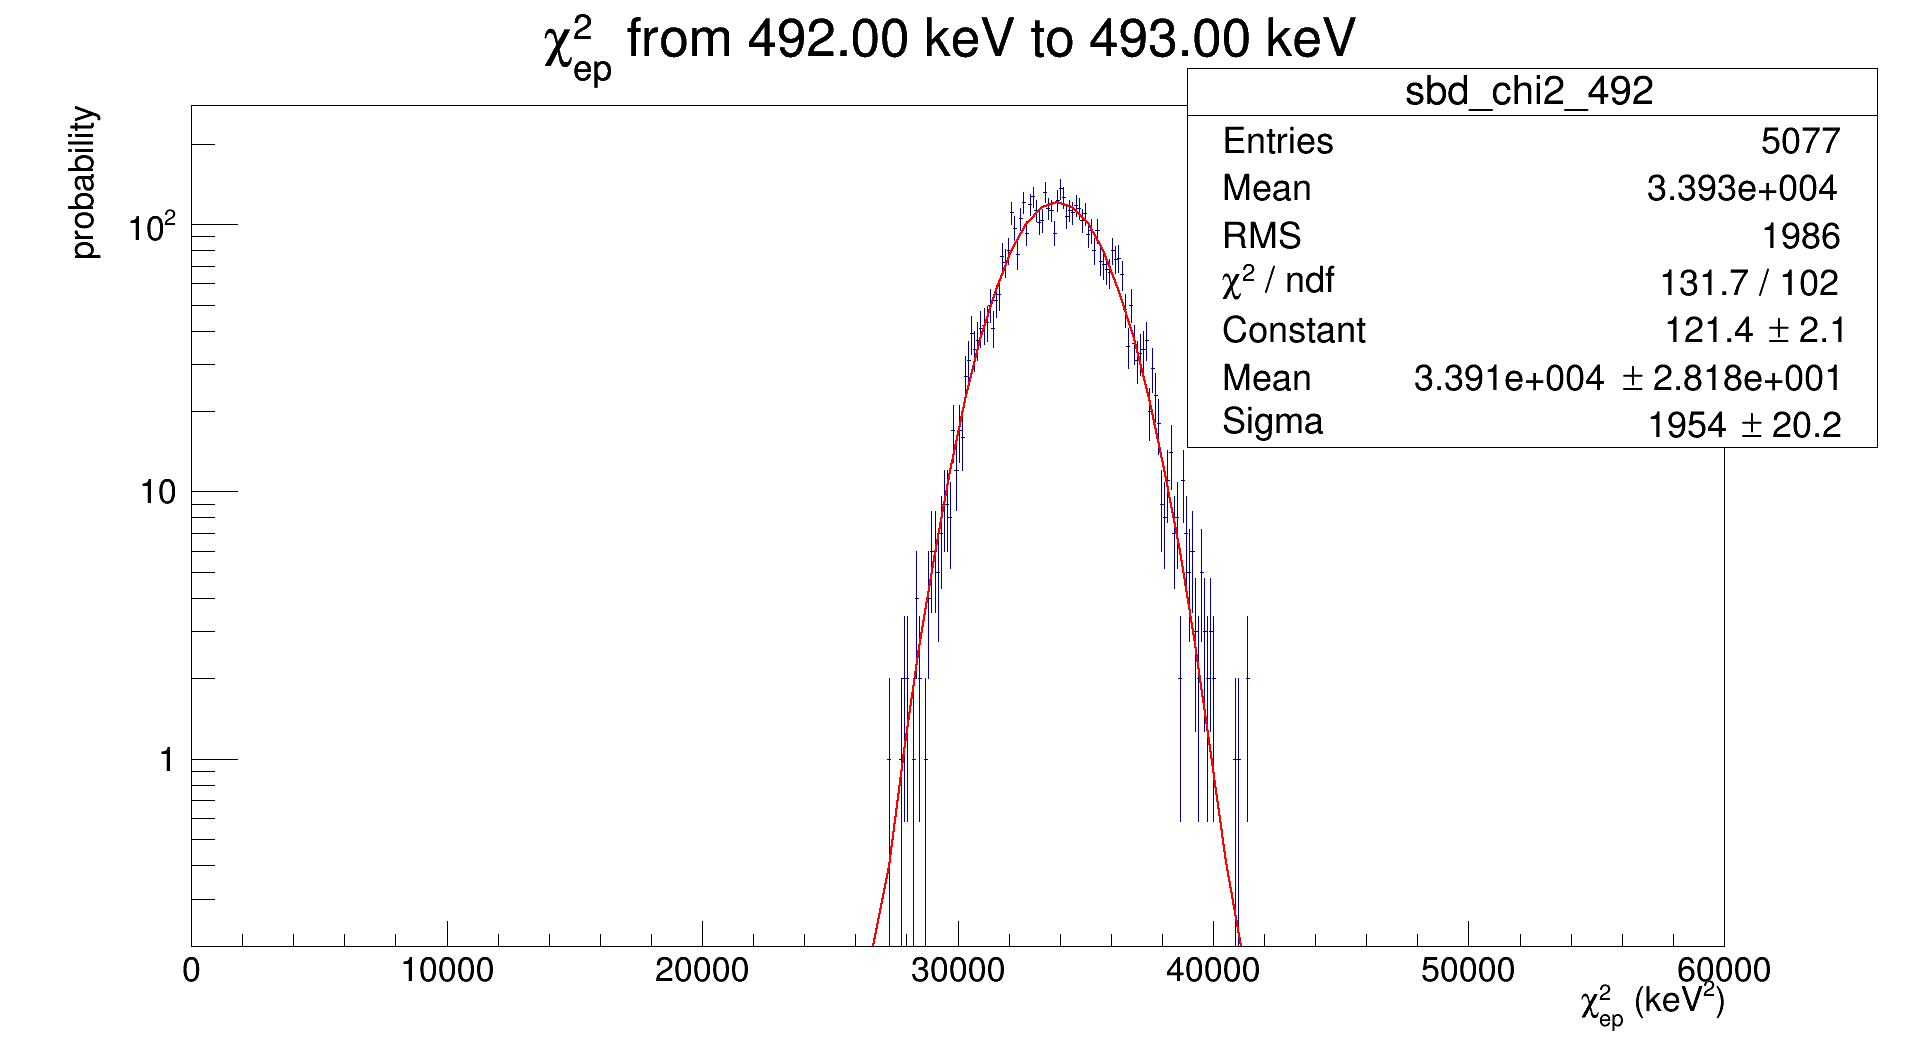 χ²ep from 492.00 keV to 493.00 keV
sbd_chi2_492
Entries 5077
Mean 3.393e+004
RMS 1986
χ² / ndf 131.7 / 102
Constant 121.4 ± 2.1
Mean 3.391e+004 ± 2.818e+001
Sigma 1954 ± 20.2
probability
10²
10
1
0 10000 20000 30000 40000 50000 60000
χ²ep (keV²)